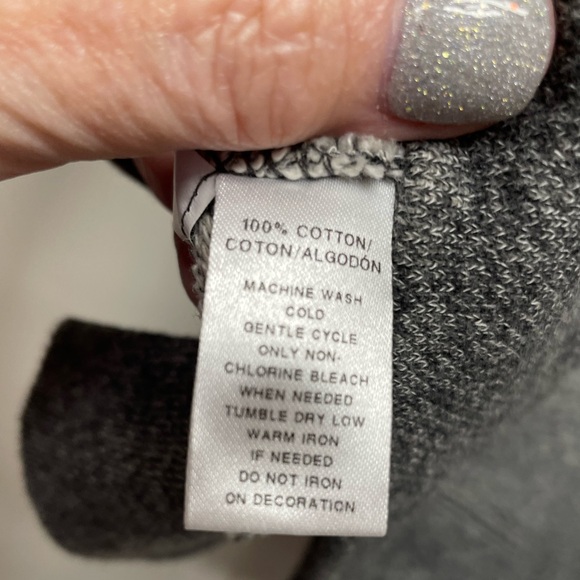 100% COTTON/
COTON/ALGODÓN
MACHINE WASH
COLD
GENTLE CYCLE
ONLY NON-
CHLORINE BLEACH
WHEN NEEDED
TUMBLE DRY LOW
WARM IRON
IF NEEDED
DO NOT IRON
ON DECORATION